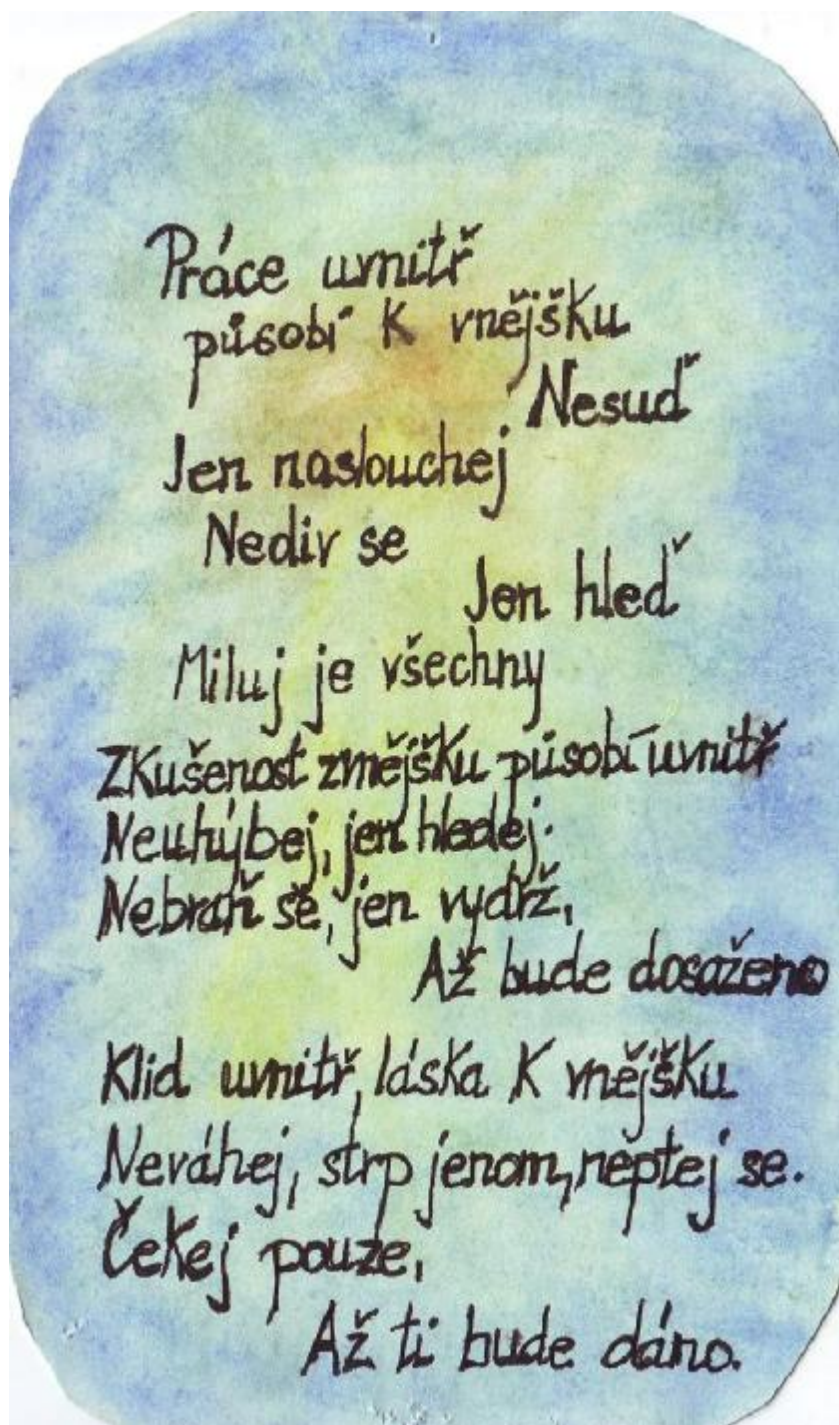 Práce uvnitř
působí k vnějšku
Nesuď
Jen naslouchej
Nediv se
Jen hleď
Miluj je všechny
Zkušenost zvnějšku působí uvnitř
Neuhýbej, jen hledej.
Nebraň se, jen vydrž,
Až bude dosaženo
Klid uvnitř, láska k vnějšku
Neváhej, strp jenom, neptej se.
Čekej pouze,
Až ti bude dáno.